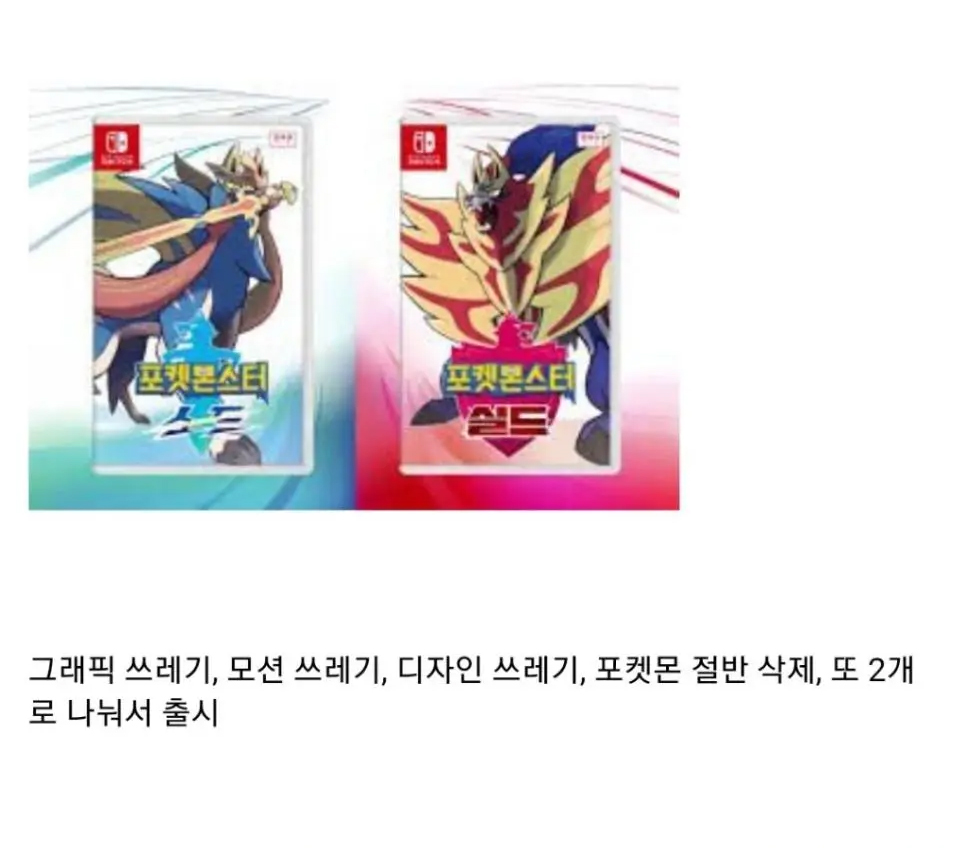 포켓몬스터
소드
포켓몬스터
실드
그래픽 쓰레기, 모션 쓰레기, 디자인 쓰레기, 포켓몬 절반 삭제, 또 2개
로 나눠서 출시